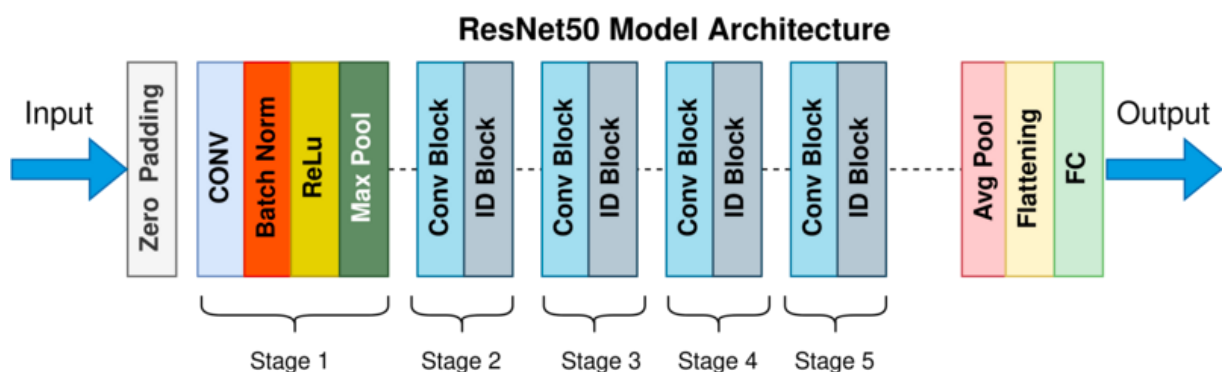 ResNet50 Model Architecture
Input
Zero Padding
CONV
Batch Norm
ReLu
Max Pool
Conv Block
ID Block
Conv Block
ID Block
Conv Block
ID Block
Conv Block
ID Block
Avg Pool
Flattening
FC
Output
Stage 1
Stage 2
Stage 3
Stage 4
Stage 5